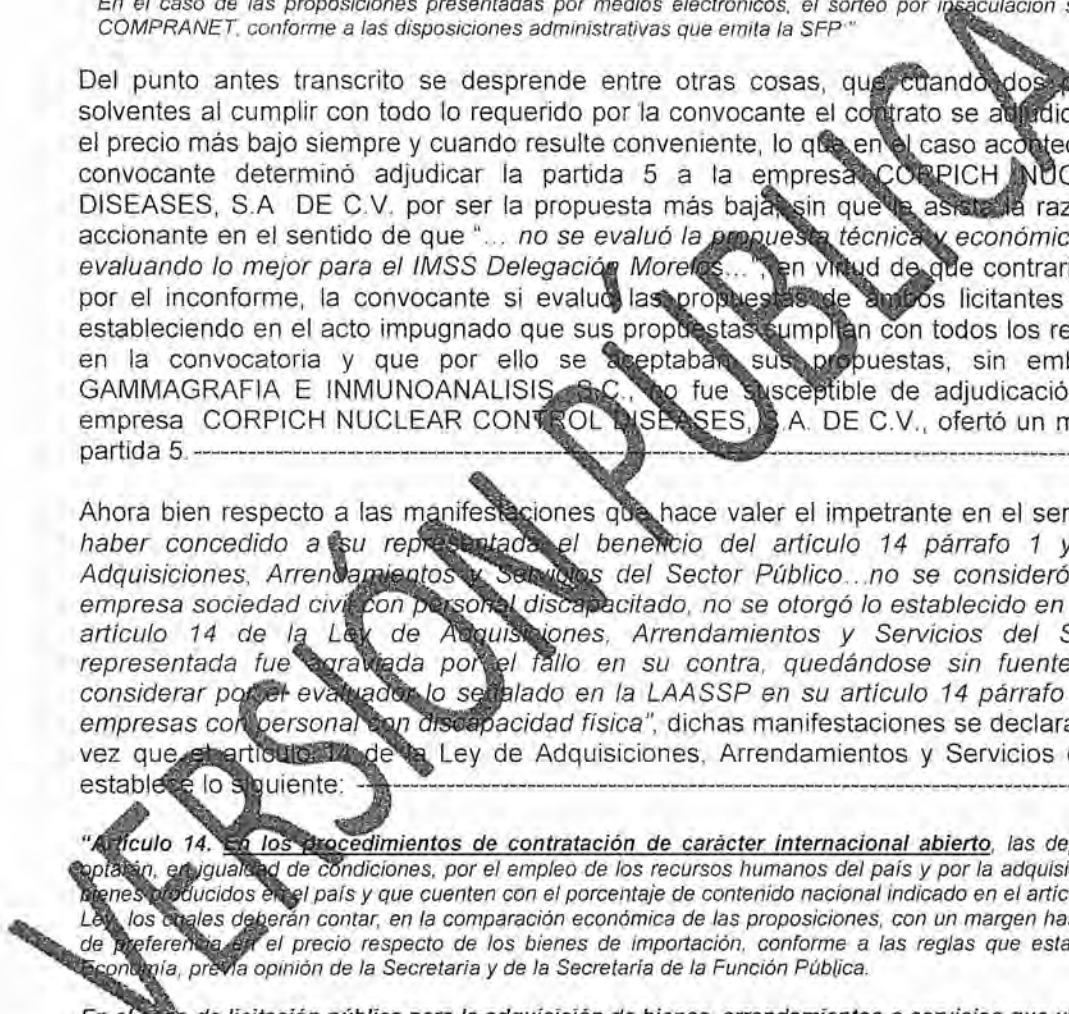 En el caso de las proposiciones presentadas por medios electrónicos, el sorteo por insaculación s
COMPRANET, conforme a las disposiciones administrativas que emita la SFP"
Del punto antes transcrito se desprende entre otras cosas, que cuando dos
solventes al cumplir con todo lo requerido por la convocante el contrato se adjudic
el precio más bajo siempre y cuando resulte conveniente, lo que en el caso acontec
convocante determinó adjudicar la partida 5 a la empresa CORPICH NUC
DISEASES, S.A DE C.V. por ser la propuesta más baja, sin que le asista la raz
accionante en el sentido de que "... no se evaluó la propuesta técnica y económic
evaluando lo mejor para el IMSS Delegación Morelos...", en virtud de que contrar
por el inconforme, la convocante si evaluó las propuestas de ambos licitantes
estableciendo en el acto impugnado que sus propuestas cumplían con todos los re
en la convocatoria y que por ello se aceptaban sus propuestas, sin emb
GAMMAGRAFIA E INMUNOANALISIS, S.C., no fue susceptible de adjudicació
empresa CORPICH NUCLEAR CONTROL DISEASES, S.A. DE C.V., ofertó un m
partida 5.
Ahora bien respecto a las manifestaciones que hace valer el impetrante en el ser
haber concedido a su representada el beneficio del artículo 14 párrafo 1 y
Adquisiciones, Arrendamientos y Servicios del Sector Público...no se consideró
empresa sociedad civil con personal discapacitado, no se otorgó lo establecido en
artículo 14 de la Ley de Adquisiciones, Arrendamientos y Servicios del S
representada fue agraviada por el fallo en su contra, quedándose sin fuente
considerar por el evaluador lo señalado en la LAASSP en su artículo 14 párrafo
empresas con personal con discapacidad física", dichas manifestaciones se declara
vez que el artículo 14 de la Ley de Adquisiciones, Arrendamientos y Servicios
establece lo siguiente:
"Artículo 14. En los procedimientos de contratación de carácter internacional abierto, las de
optarán, en igualdad de condiciones, por el empleo de los recursos humanos del país y por la adquisi
bienes producidos en el país y que cuenten con el porcentaje de contenido nacional indicado en el artíc
Ley, los cuales deberán contar, en la comparación económica de las proposiciones, con un margen ha
de preferencia en el precio respecto de los bienes de importación, conforme a las reglas que esta
Economía, previa opinión de la Secretaría y de la Secretaría de la Función Pública.
VERSIÓN PÚBLICA